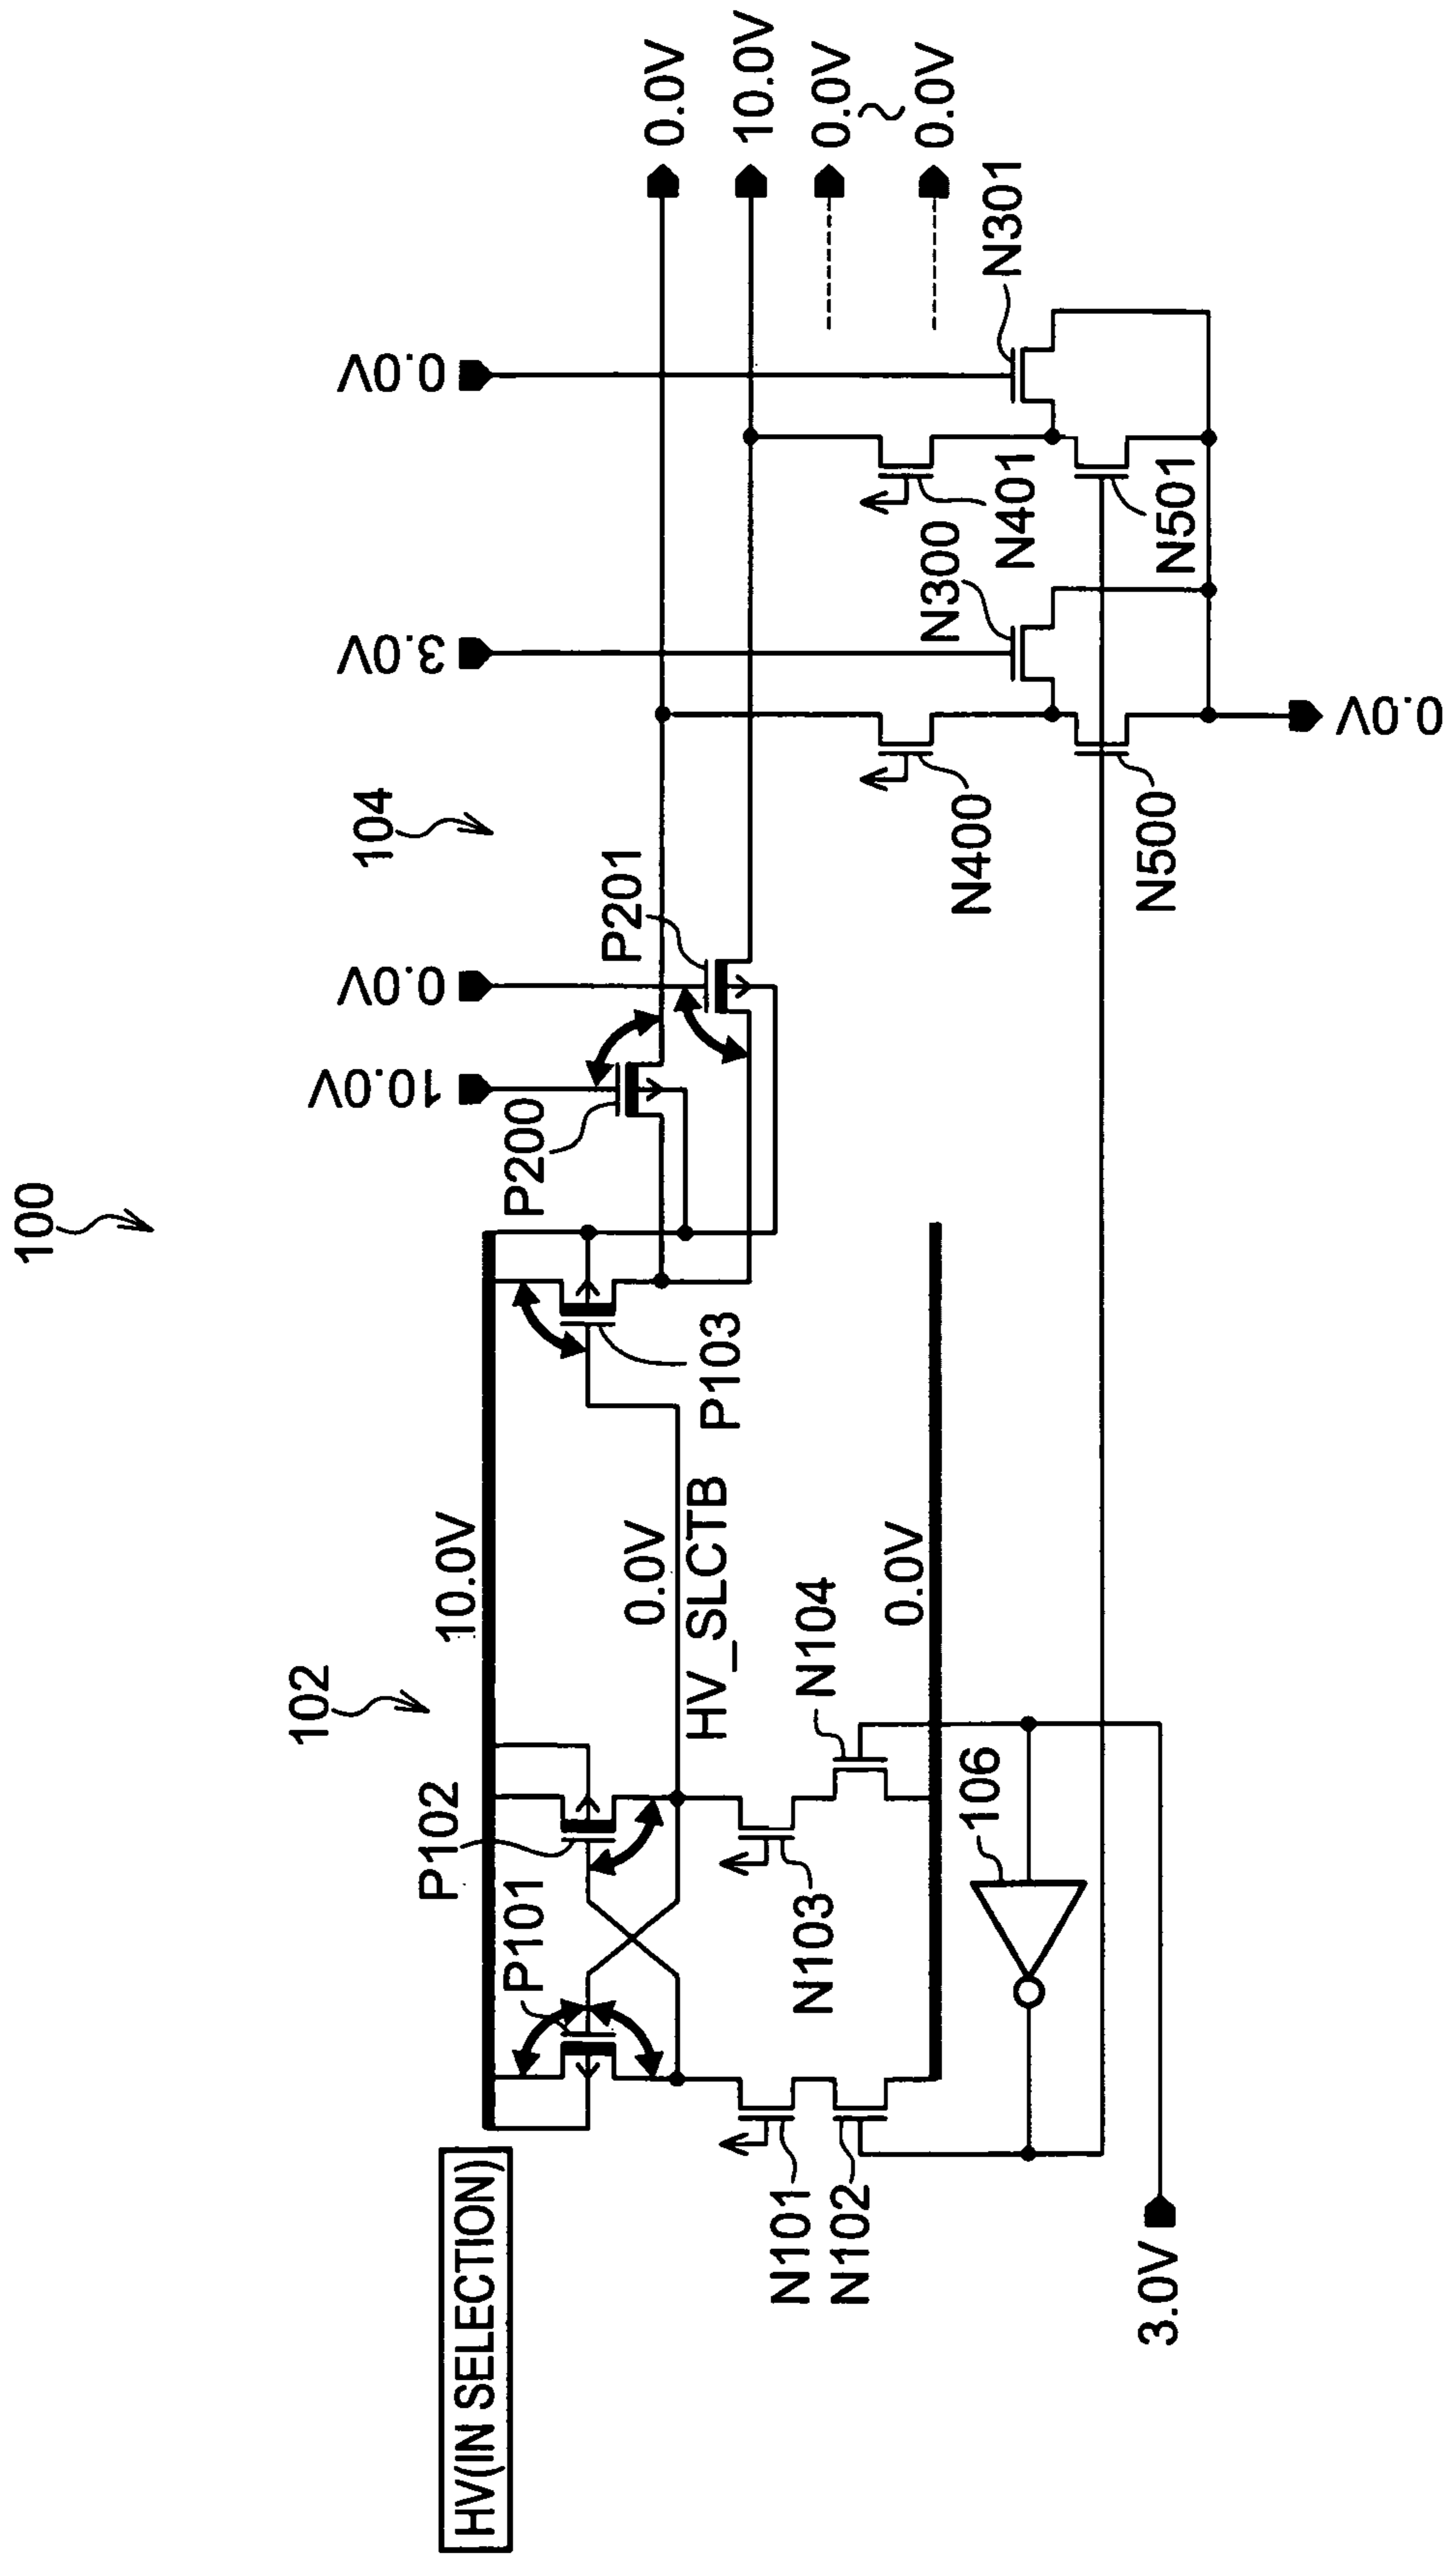 100
HV(IN SELECTION)
102
10.0V
P102
P101
0.0V
HV_SLCTB
P103
N101
N102
N103
N104
0.0V
106
3.0V
104
10.0V
0.0V
3.0V
0.0V
P200
P201
0.0V
10.0V
0.0V
~
0.0V
N400
N500
N300
N401
N501
N301
0.0V